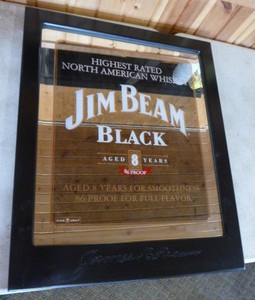 HIGHEST RATED
NORTH AMERICAN WHISKEY
JIM BEAM
BLACK
AGED 8 YEARS
86 PROOF
AGED 8 YEARS FOR SMOOTHNESS
86 PROOF FOR FULL FLAVOR